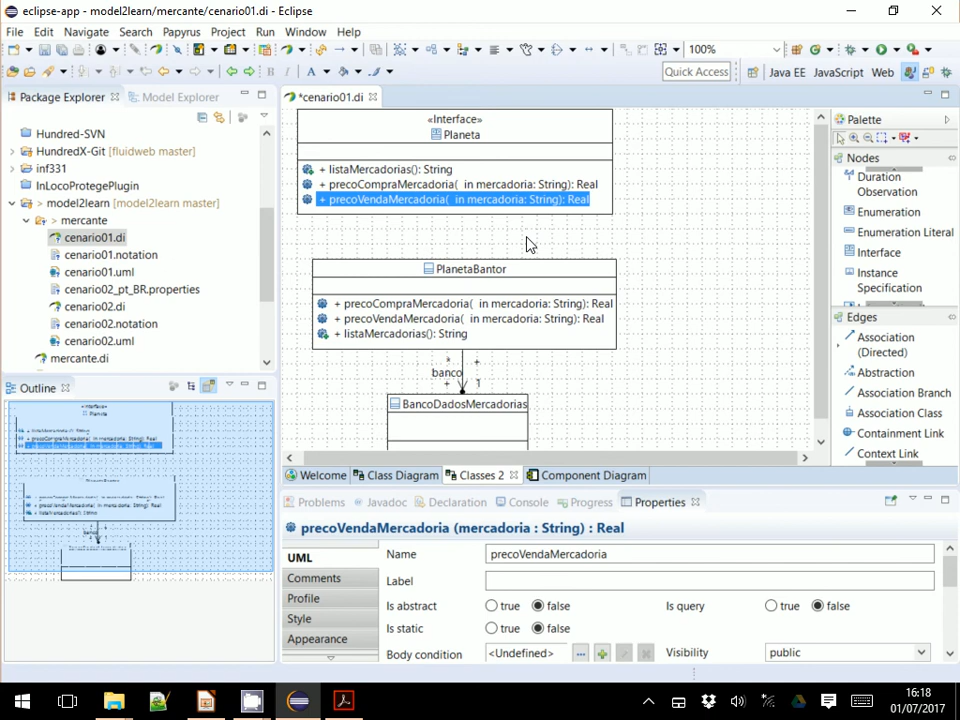 eclipse-app - model2learn/mercante/cenario01.di - Eclipse
File Edit Navigate Search Papyrus Project Run Window Help
100%
Quick Access
Java EE JavaScript Web
Package Explorer
Model Explorer
*cenario01.di
Hundred-SVN
> HundredX-Git [fluidweb master]
> inf331
InLocoProtegePlugin
> model2learn [model2learn master]
> mercante
cenario01.di
cenario01.notation
cenario01.uml
cenario02_pt_BR.properties
cenario02.di
cenario02.notation
cenario02.uml
mercante.di
«Interface»
Planeta
+ listaMercadorias(): String
+ precoCompraMercadoria( in mercadoria: String): Real
+ precoVendaMercadoria( in mercadoria: String): Real
PlanetaBantor
+ precoCompraMercadoria( in mercadoria: String): Real
+ precoVendaMercadoria( in mercadoria: String): Real
+ listaMercadorias(): String
* +
banco
+ 1
BancoDadosMercadorias
Palette
Nodes
Duration
Observation
Enumeration
Enumeration Literal
Interface
Instance
Specification
Edges
Association
(Directed)
Abstraction
Association Branch
Association Class
Containment Link
Context Link
Outline
Welcome
Class Diagram
Classes 2
Component Diagram
Problems
Javadoc
Declaration
Console
Progress
Properties
precoVendaMercadoria (mercadoria : String) : Real
UML
Comments
Profile
Style
Appearance
Name precoVendaMercadoria
Label
Is abstract true false Is query true false
Is static true false
Body condition <Undefined> Visibility public
16:18
01/07/2017